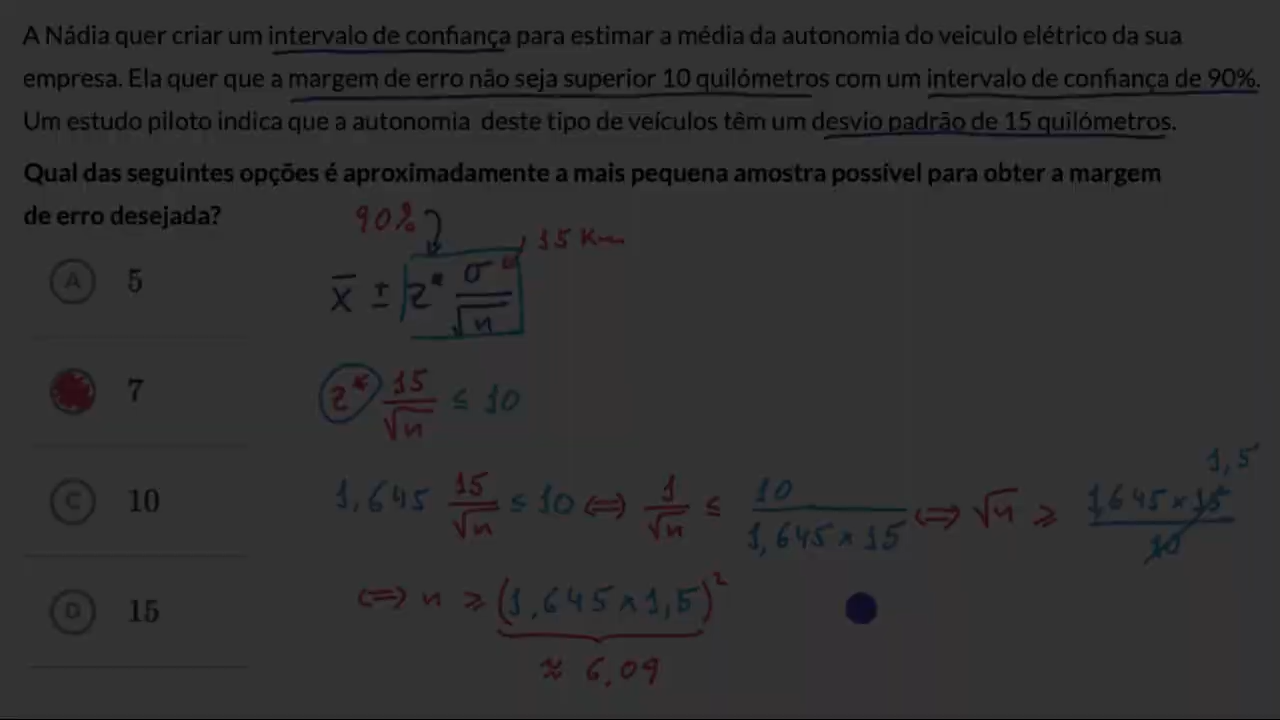 A Nádia quer criar um intervalo de confiança para estimar a média da autonomia do veiculo elétrico da sua
empresa. Ela quer que a margem de erro não seja superior 10 quilómetros com um intervalo de confiança de 90%.
Um estudo piloto indica que a autonomia deste tipo de veículos têm um desvio padrão de 15 quilómetros.
Qual das seguintes opções é aproximadamente a mais pequena amostra possível para obter a margem
de erro desejada?
90%
15 Km
A 5
x̄ ± z* σ/√n
7
z* 15/√n ≤ 10
C 10
1,645 15/√n ≤ 10 ⇔ 1/√n ≤ 10/(1,645 × 15) ⇔ √n ≥ (1,645 × 15)/10 1,5
D 15
⇔ n ≥ (1,645 × 1,5)²
≈ 6,09